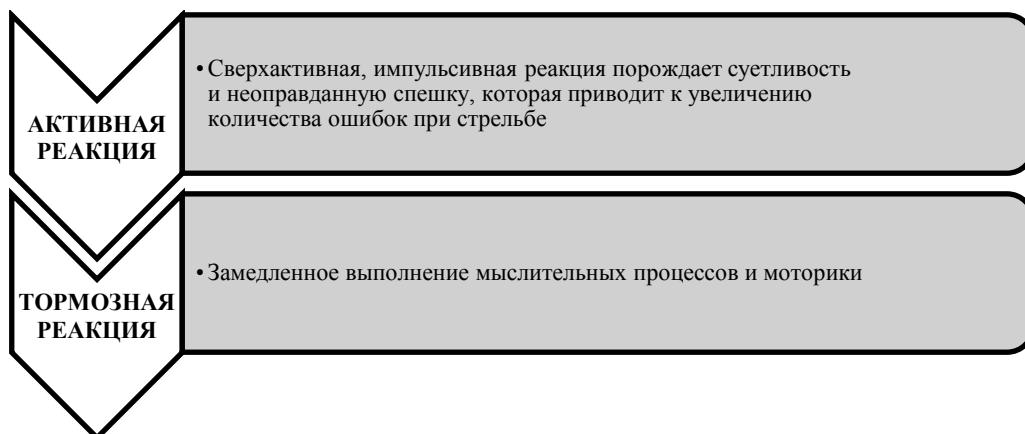 АКТИВНАЯ
РЕАКЦИЯ
• Сверхактивная, импульсивная реакция порождает суетливость
и неоправданную спешку, которая приводит к увеличению
количества ошибок при стрельбе
ТОРМОЗНАЯ
РЕАКЦИЯ
• Замедленное выполнение мыслительных процессов и моторики